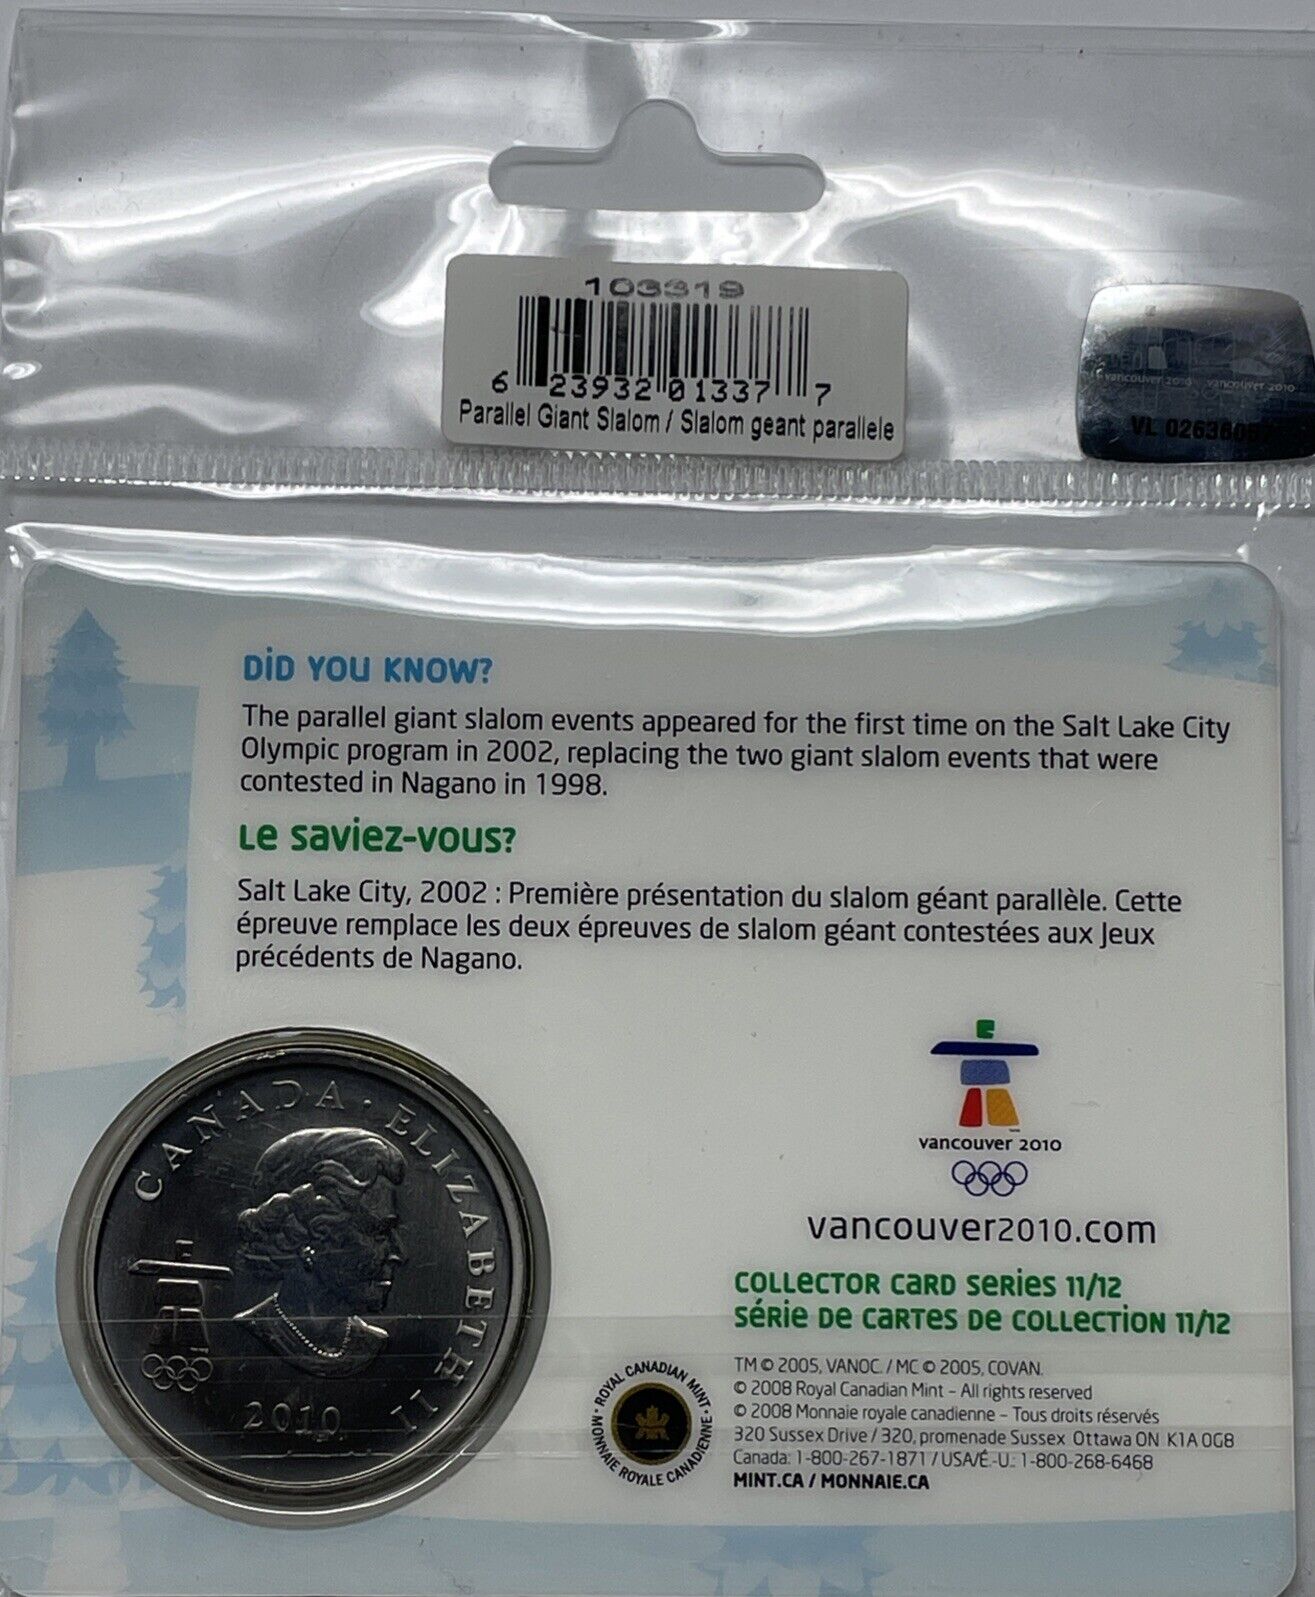 103319
6 23932 01337 7
Parallel Giant Slalom / Slalom geant parallele
vancouver 2010 vancouver 2010
VL 026360
DiD YOU KNOW?
The parallel giant slalom events appeared for the first time on the Salt Lake City
Olympic program in 2002, replacing the two giant slalom events that were
contested in Nagano in 1998.
Le saviez-vous?
Salt Lake City, 2002 : Première présentation du slalom géant parallèle. Cette
épreuve remplace les deux épreuves de slalom géant contestées aux Jeux
précédents de Nagano.
CANADA · ELIZABETH II
2010
vancouver 2010
vancouver2010.com
COLLECTOR CARD SERIES 11/12
SÉRIE DE CARTES DE COLLECTION 11/12
ROYAL CANADIAN MINT · MONNAIE ROYALE CANADIENNE ·
TM © 2005, VANOC. / MC © 2005, COVAN.
© 2008 Royal Canadian Mint – All rights reserved
© 2008 Monnaie royale canadienne – Tous droits réservés
320 Sussex Drive / 320, promenade Sussex Ottawa ON K1A 0G8
Canada: 1-800-267-1871 / USA/É.-U.: 1-800-268-6468
MINT.CA / MONNAIE.CA